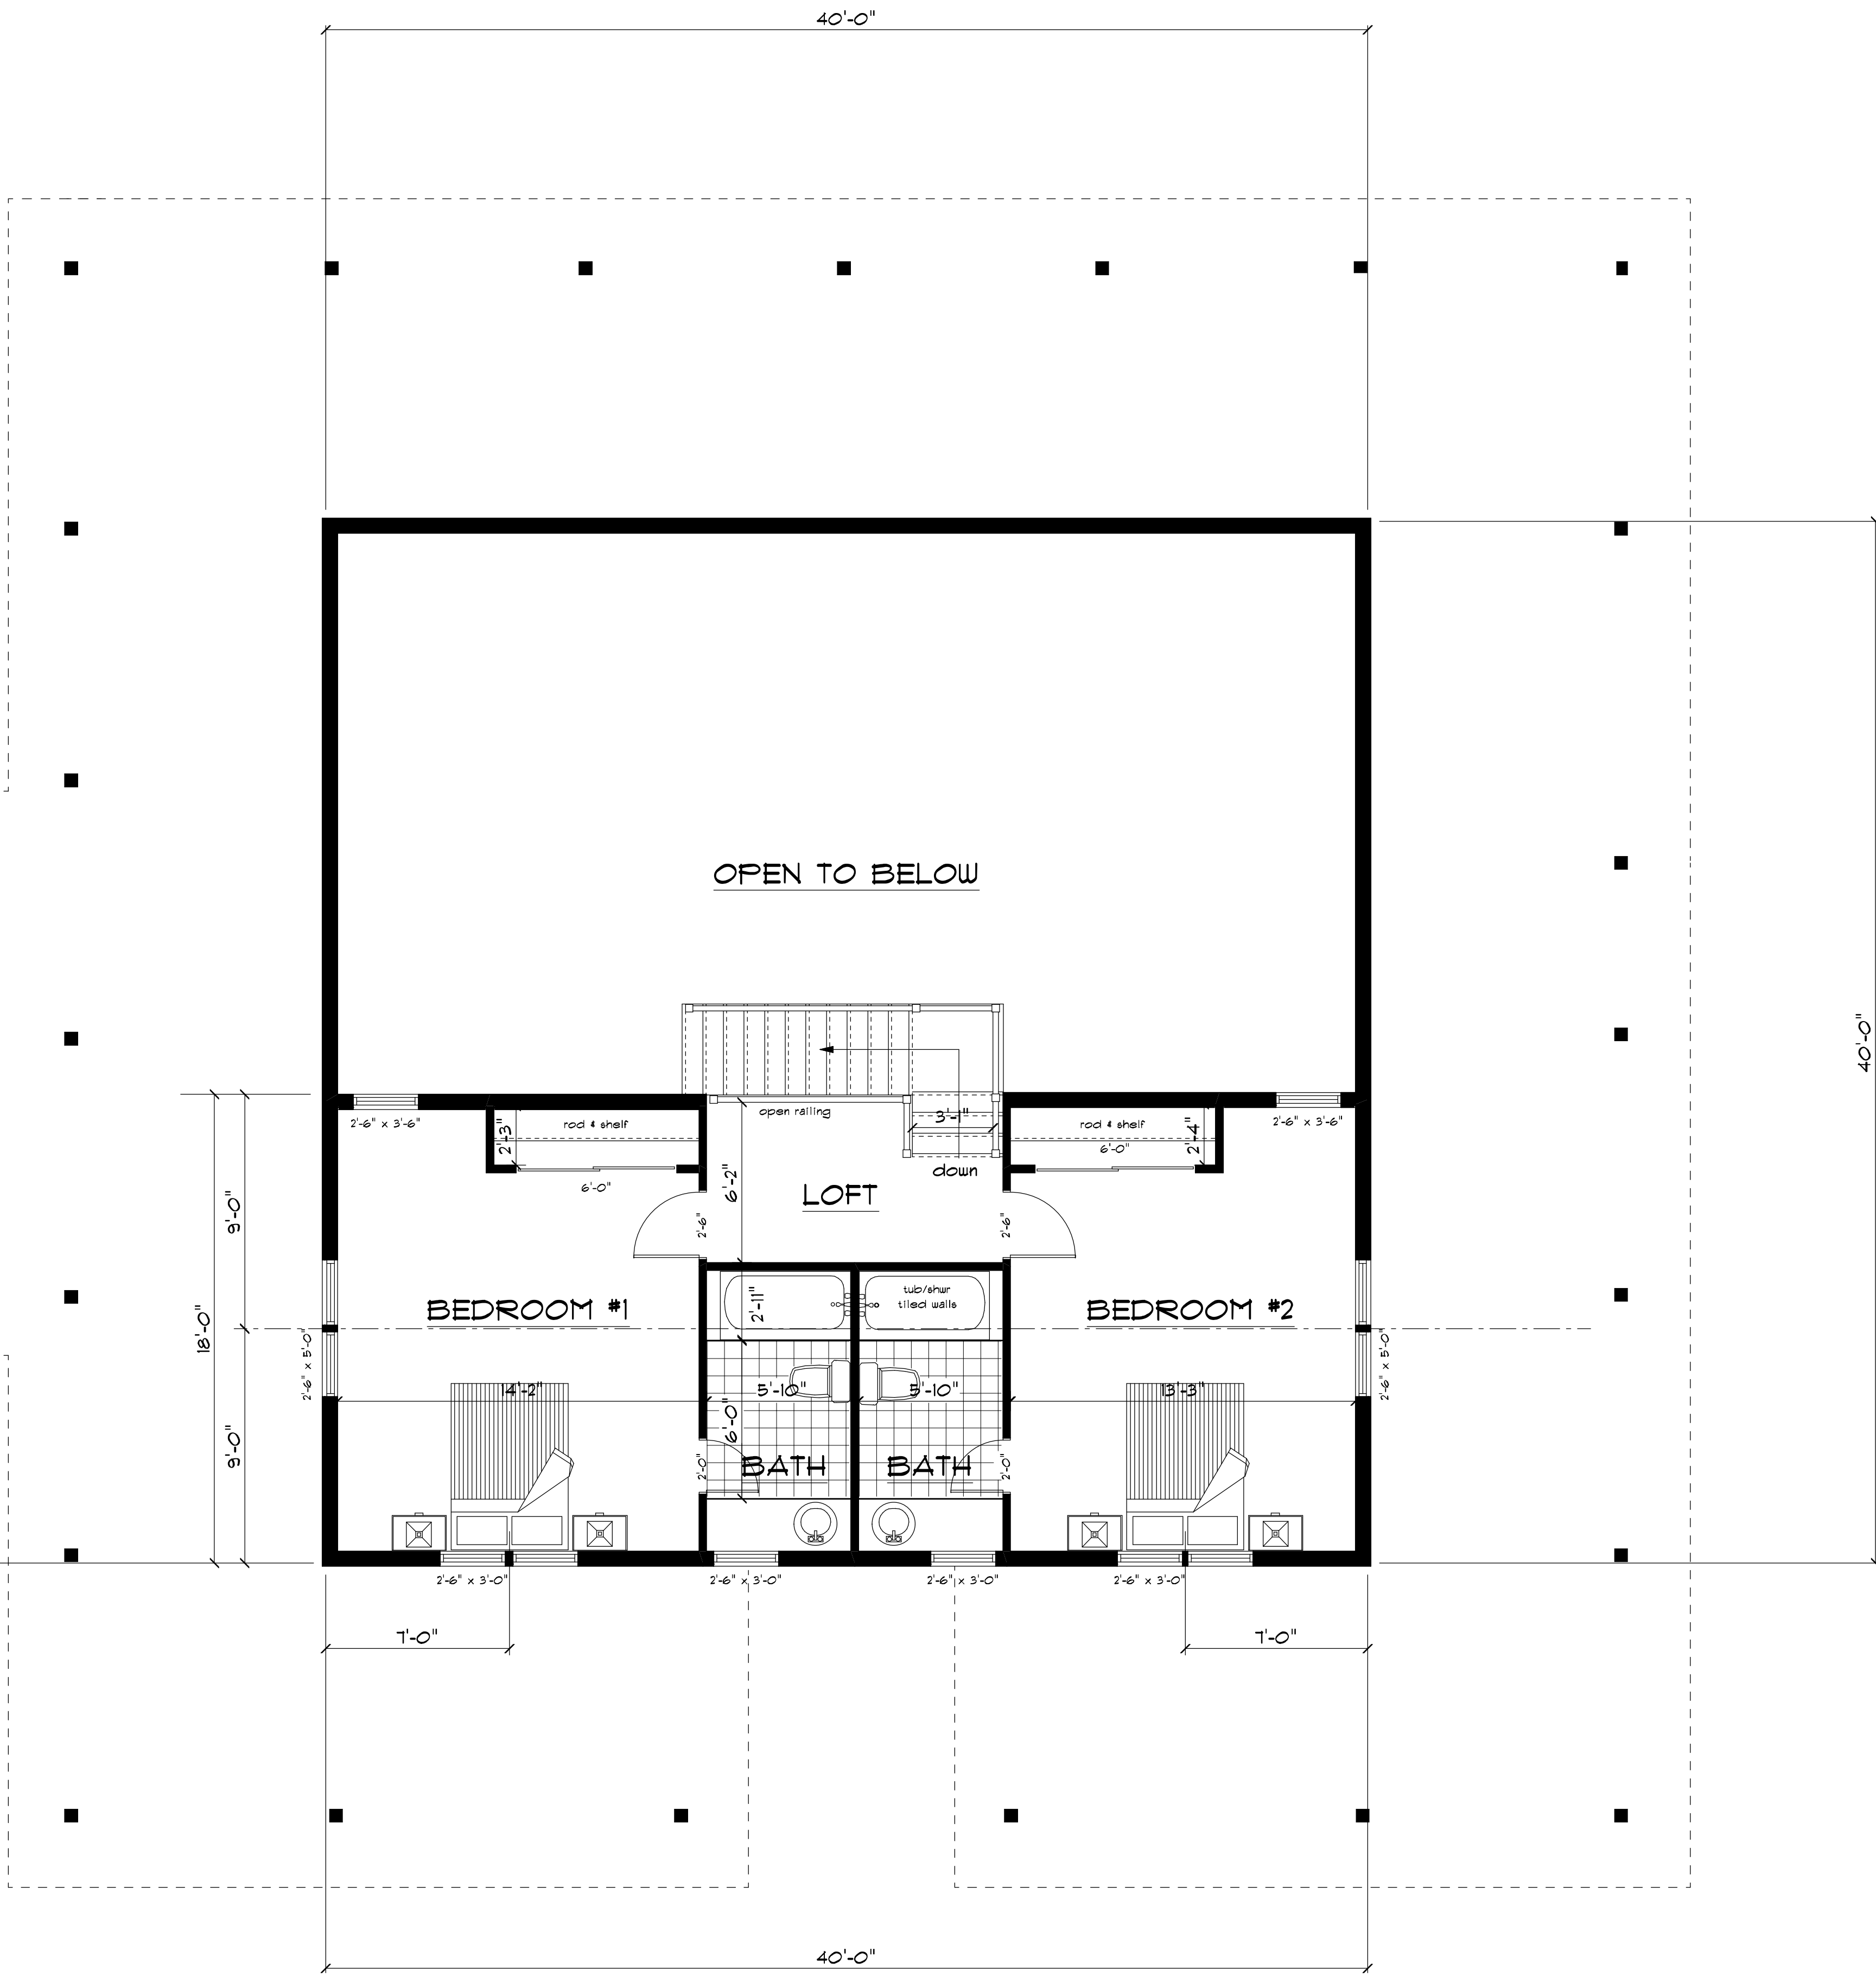 40'-0"
OPEN TO BELOW
40'-0"
open railing
3'-1"
2'-6" x 3'-6"
rod & shelf
2'-3"
rod & shelf
6'-0"
2'-4"
2'-6" x 3'-6"
down
6'-0"
6'-2"
LOFT
9'-0"
2'-6"
2'-6"
18'-0"
BEDROOM #1
2'-11"
tub/shwr
tiled walls
BEDROOM #2
2'-6" x 5'-0"
2'-6" x 5'-0"
14'-2"
5'-10"
5'-10"
13'-3"
6'-0"
9'-0"
2'-0"
BATH
BATH
2'-0"
2'-6" x 3'-0"
2'-6" x 3'-0"
2'-6" x 3'-0"
2'-6" x 3'-0"
7'-0"
7'-0"
40'-0"